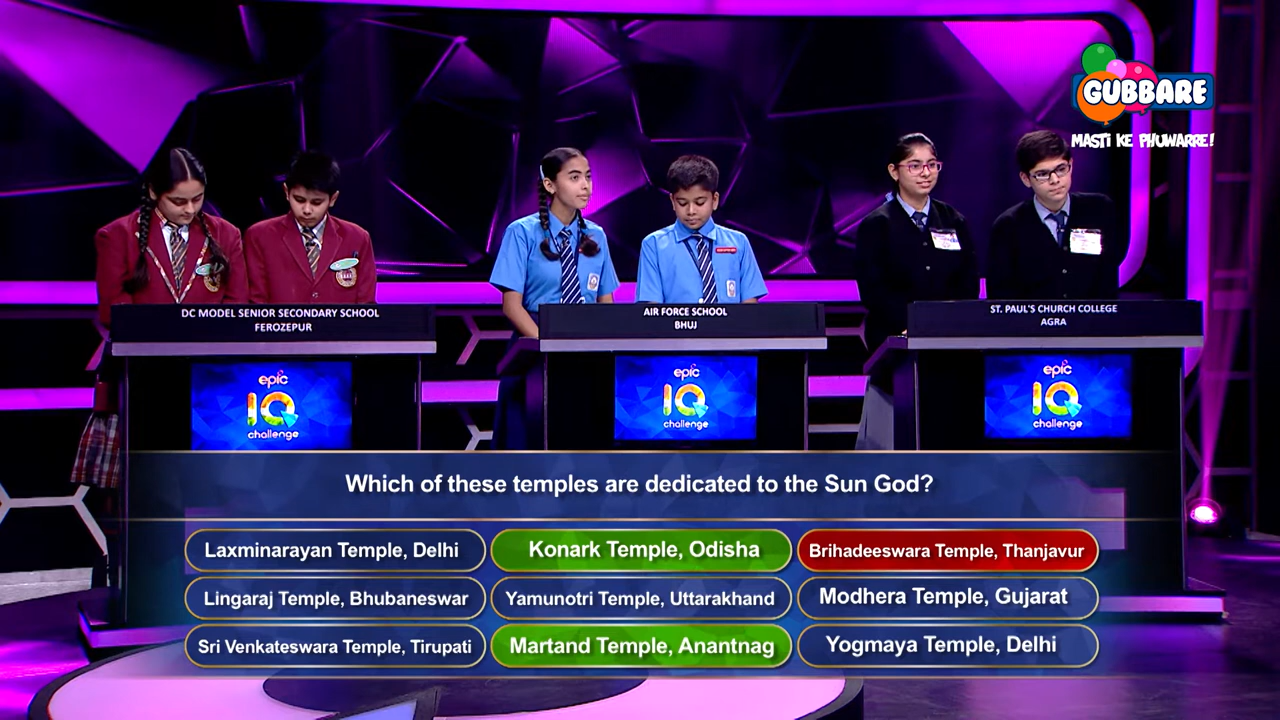 GUBBARE
MASTI KE PHUWARRE!
DC MODEL SENIOR SECONDARY SCHOOL
FEROZEPUR
AIR FORCE SCHOOL
BHUJ
ST. PAUL'S CHURCH COLLEGE
AGRA
epic
IQ
challenge
epic
IQ
challenge
epic
IQ
challenge
Which of these temples are dedicated to the Sun God?
Laxminarayan Temple, Delhi
Konark Temple, Odisha
Brihadeeswara Temple, Thanjavur
Lingaraj Temple, Bhubaneswar
Yamunotri Temple, Uttarakhand
Modhera Temple, Gujarat
Sri Venkateswara Temple, Tirupati
Martand Temple, Anantnag
Yogmaya Temple, Delhi